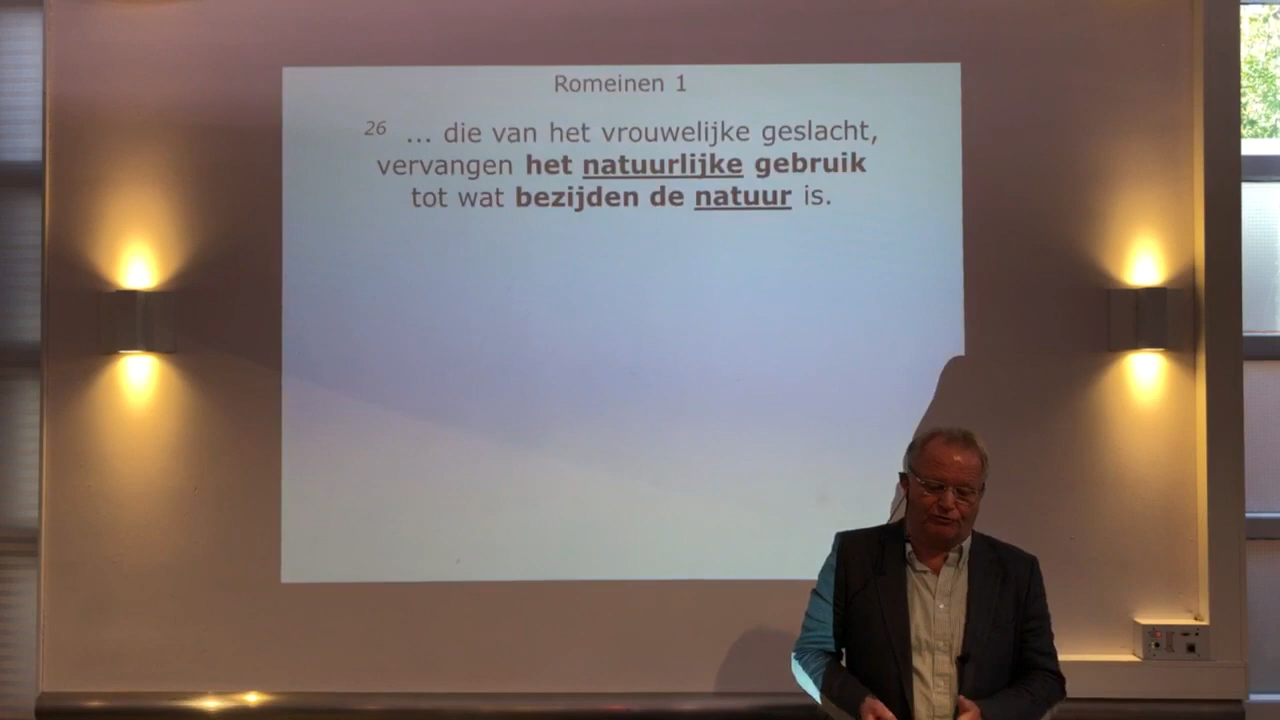 Romeinen 1
26 ... die van het vrouwelijke geslacht,
vervangen het natuurlijke gebruik
tot wat bezijden de natuur is.